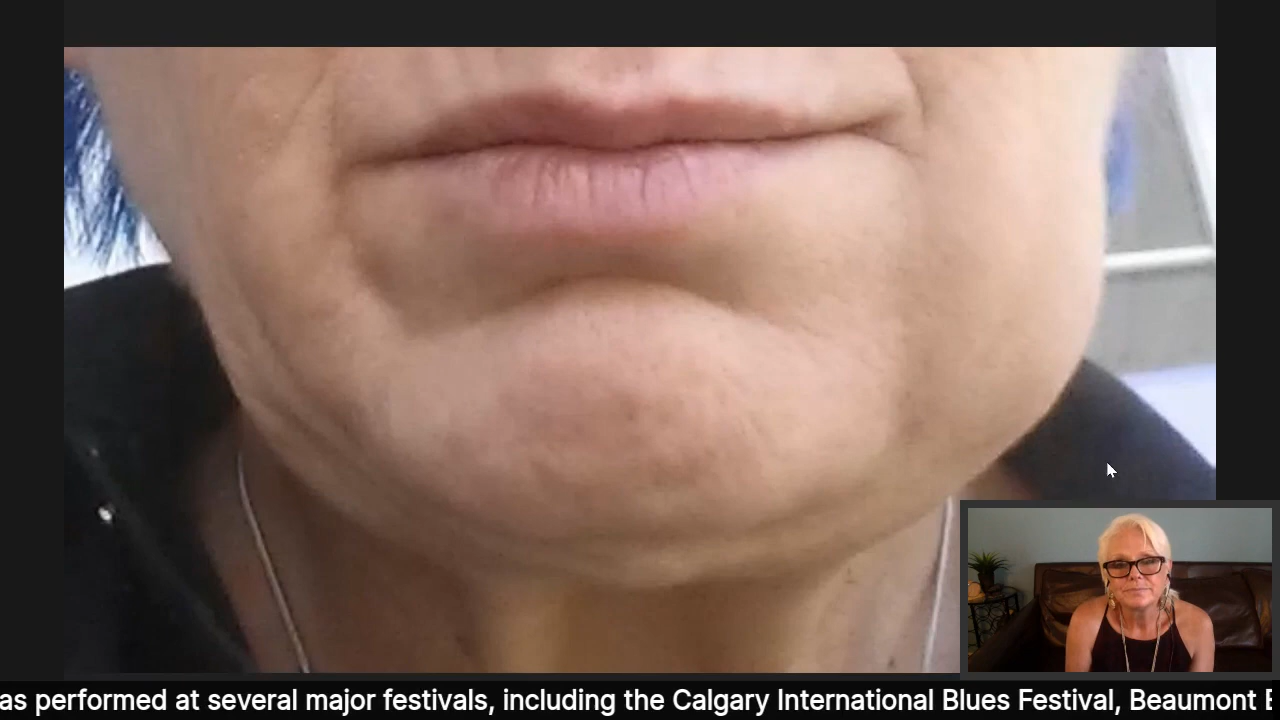 as performed at several major festivals, including the Calgary International Blues Festival, Beaumont